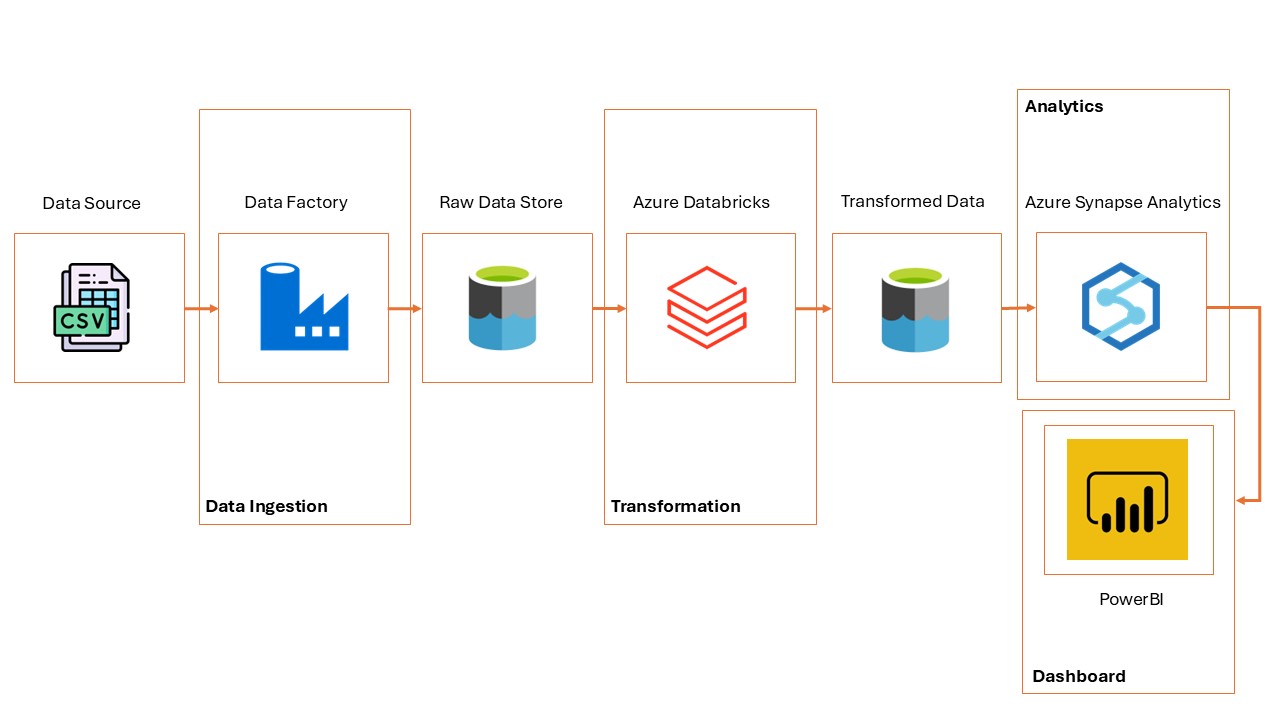 Analytics
Data Source
Data Factory
Raw Data Store
Azure Databricks
Transformed Data
Azure Synapse Analytics
CSV
Data Ingestion
Transformation
PowerBI
Dashboard